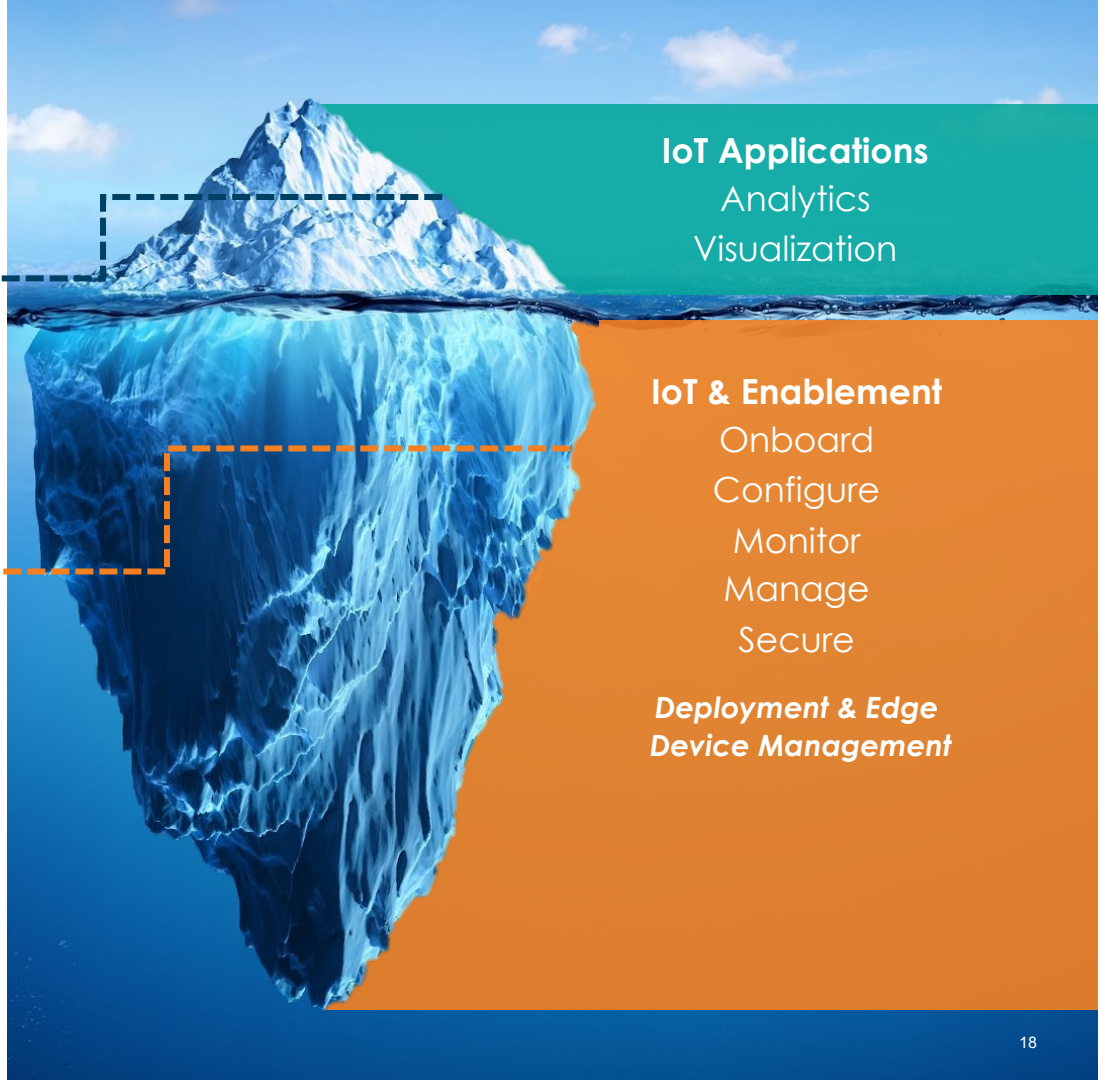 IoT Applications
Analytics
Visualization
IoT & Enablement
Onboard
Configure
Monitor
Manage
Secure
Deployment & Edge
Device Management
18